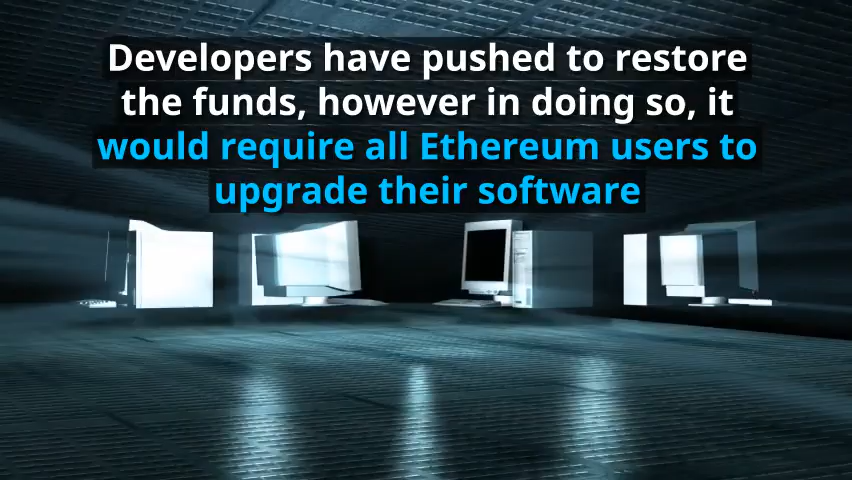 Developers have pushed to restore
the funds, however in doing so, it
would require all Ethereum users to
upgrade their software